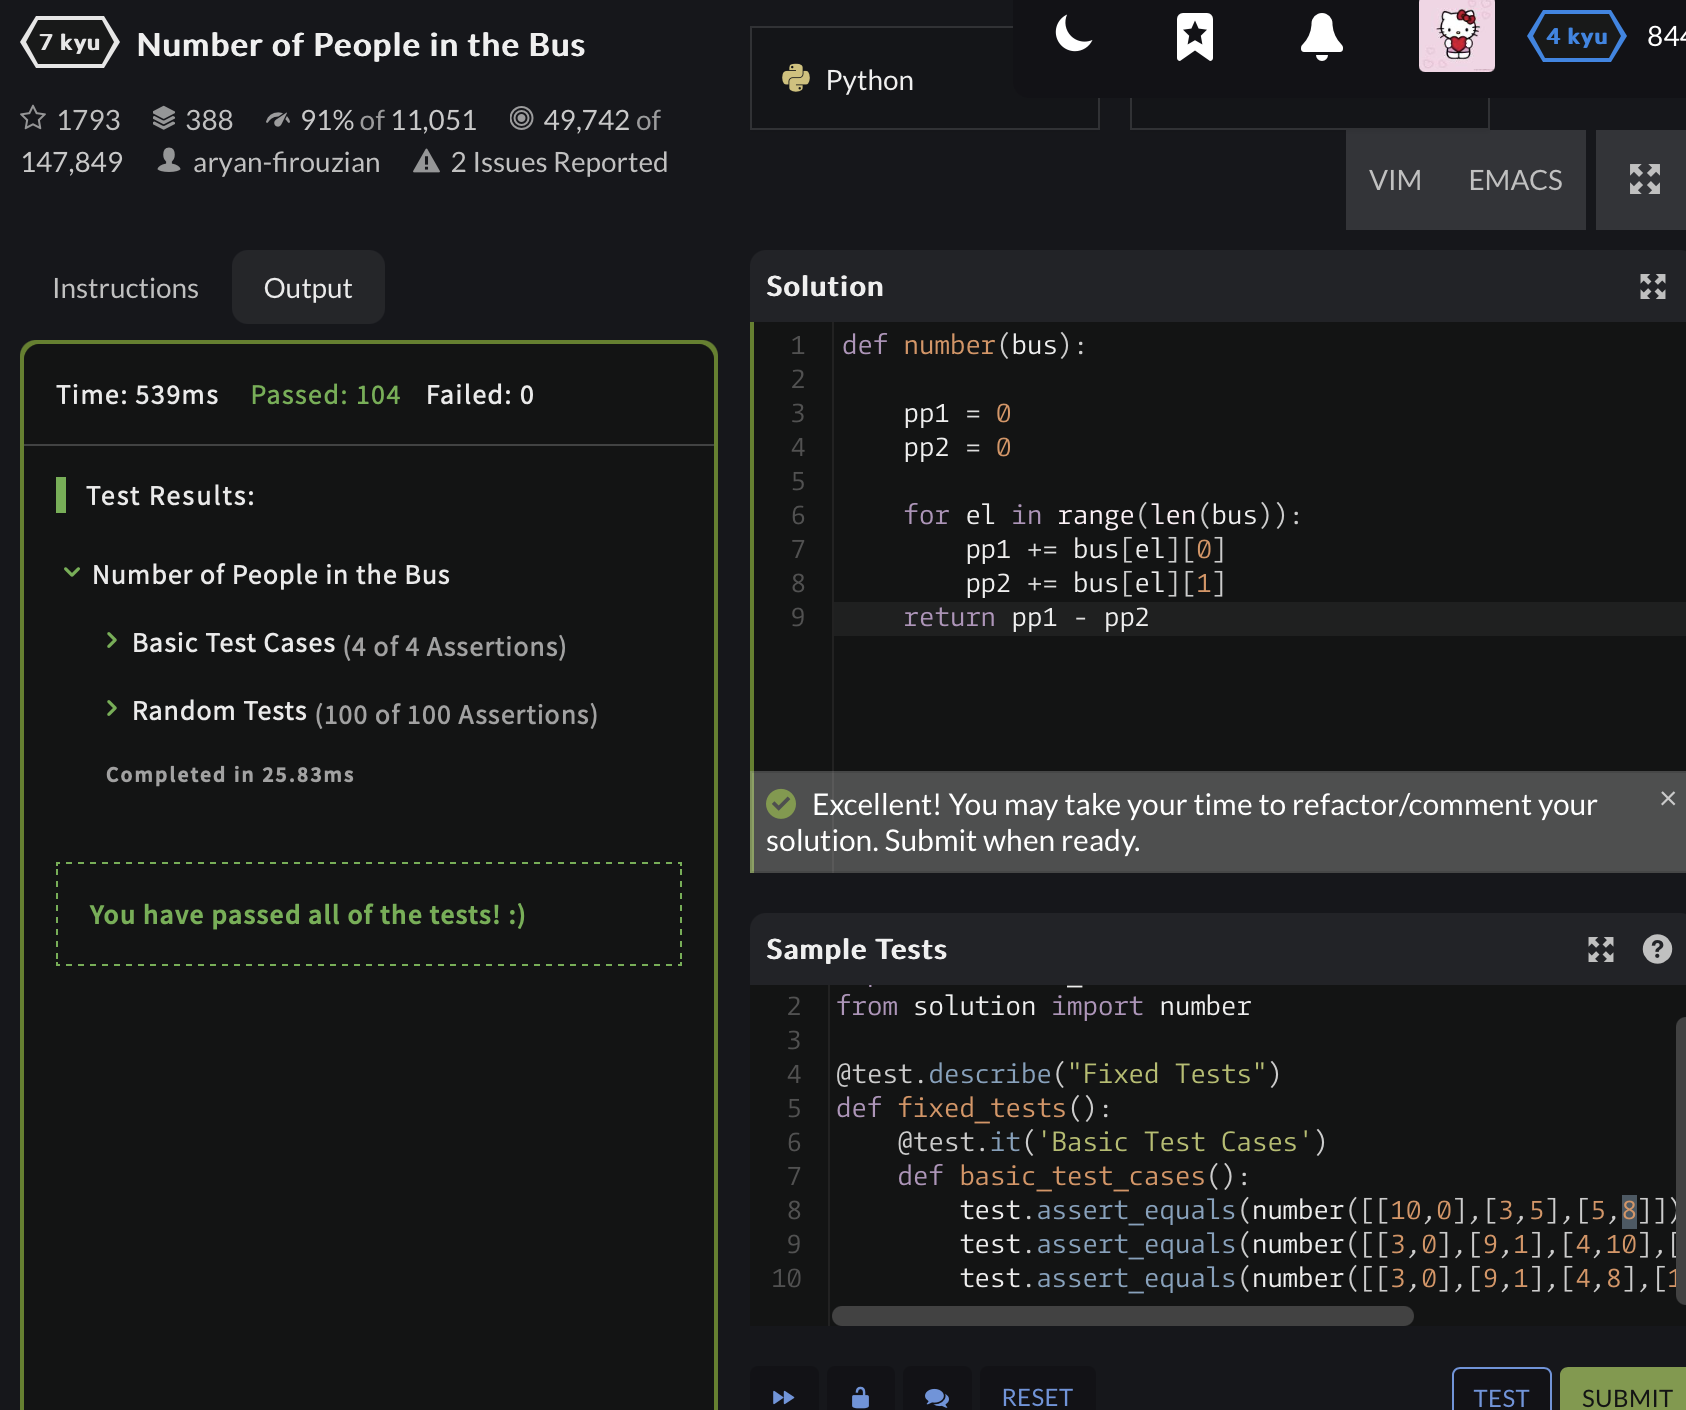 7 kyu Number of People in the Bus
1793 388 91% of 11,051 49,742 of
147,849 aryan-firouzian 2 Issues Reported
Python
4 kyu 844
VIM EMACS
Instructions Output
Time: 539ms Passed: 104 Failed: 0
Test Results:
Number of People in the Bus
Basic Test Cases (4 of 4 Assertions)
Random Tests (100 of 100 Assertions)
Completed in 25.83ms
You have passed all of the tests! :)
Solution
1 def number(bus):
2
3 pp1 = 0
4 pp2 = 0
5
6 for el in range(len(bus)):
7 pp1 += bus[el][0]
8 pp2 += bus[el][1]
9 return pp1 - pp2
Excellent! You may take your time to refactor/comment your
solution. Submit when ready.
Sample Tests
2 from solution import number
3
4 @test.describe("Fixed Tests")
5 def fixed_tests():
6 @test.it('Basic Test Cases')
7 def basic_test_cases():
8 test.assert_equals(number([[10,0],[3,5],[5,8]])
9 test.assert_equals(number([[3,0],[9,1],[4,10],[
10 test.assert_equals(number([[3,0],[9,1],[4,8],[1
RESET TEST SUBMIT